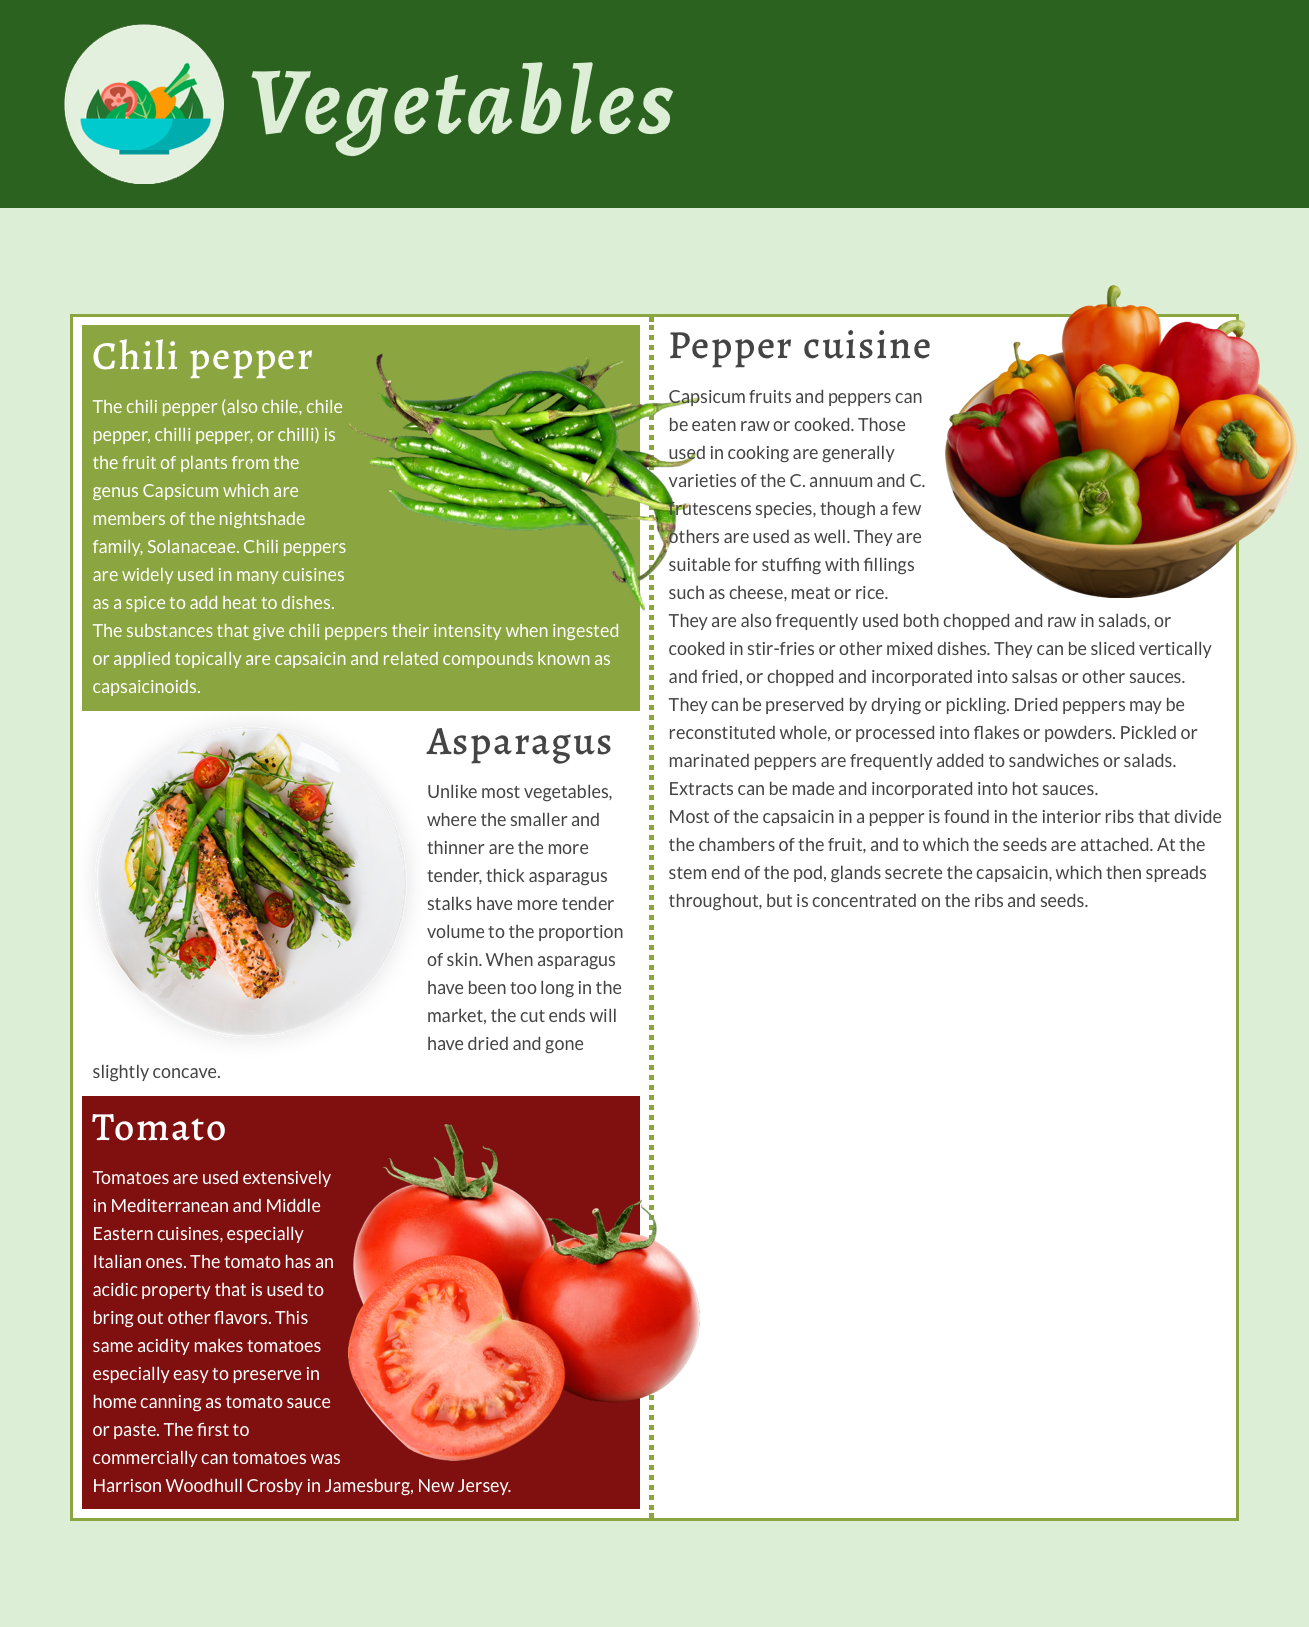 Vegetables
Chili pepper
The chili pepper (also chile, chile
pepper, chilli pepper, or chilli) is
the fruit of plants from the
genus Capsicum which are
members of the nightshade
family, Solanaceae. Chili peppers
are widely used in many cuisines
as a spice to add heat to dishes.
The substances that give chili peppers their intensity when ingested
or applied topically are capsaicin and related compounds known as
capsaicinoids.
Asparagus
Unlike most vegetables,
where the smaller and
thinner are the more
tender, thick asparagus
stalks have more tender
volume to the proportion
of skin. When asparagus
have been too long in the
market, the cut ends will
have dried and gone
slightly concave.
Tomato
Tomatoes are used extensively
in Mediterranean and Middle
Eastern cuisines, especially
Italian ones. The tomato has an
acidic property that is used to
bring out other flavors. This
same acidity makes tomatoes
especially easy to preserve in
home canning as tomato sauce
or paste. The first to
commercially can tomatoes was
Harrison Woodhull Crosby in Jamesburg, New Jersey.
Pepper cuisine
Capsicum fruits and peppers can
be eaten raw or cooked. Those
used in cooking are generally
varieties of the C. annuum and C.
frutescens species, though a few
others are used as well. They are
suitable for stuffing with fillings
such as cheese, meat or rice.
They are also frequently used both chopped and raw in salads, or
cooked in stir-fries or other mixed dishes. They can be sliced vertically
and fried, or chopped and incorporated into salsas or other sauces.
They can be preserved by drying or pickling. Dried peppers may be
reconstituted whole, or processed into flakes or powders. Pickled or
marinated peppers are frequently added to sandwiches or salads.
Extracts can be made and incorporated into hot sauces.
Most of the capsaicin in a pepper is found in the interior ribs that divide
the chambers of the fruit, and to which the seeds are attached. At the
stem end of the pod, glands secrete the capsaicin, which then spreads
throughout, but is concentrated on the ribs and seeds.